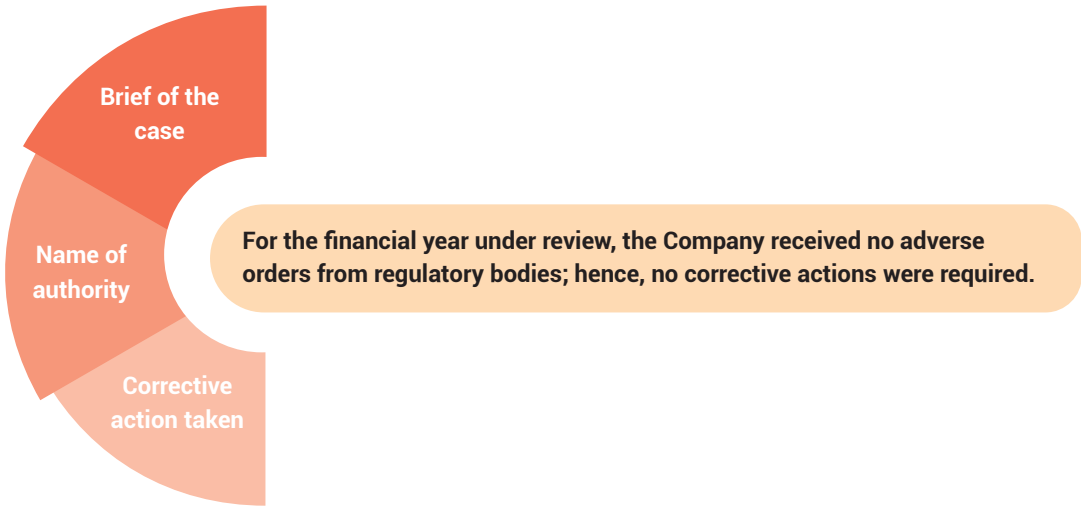 Brief of the
case
Name of
authority
Corrective
action taken
For the financial year under review, the Company received no adverse
orders from regulatory bodies; hence, no corrective actions were required.